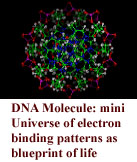 DNA Molecule: mini
Universe of electron
binding patterns as
blueprint of life